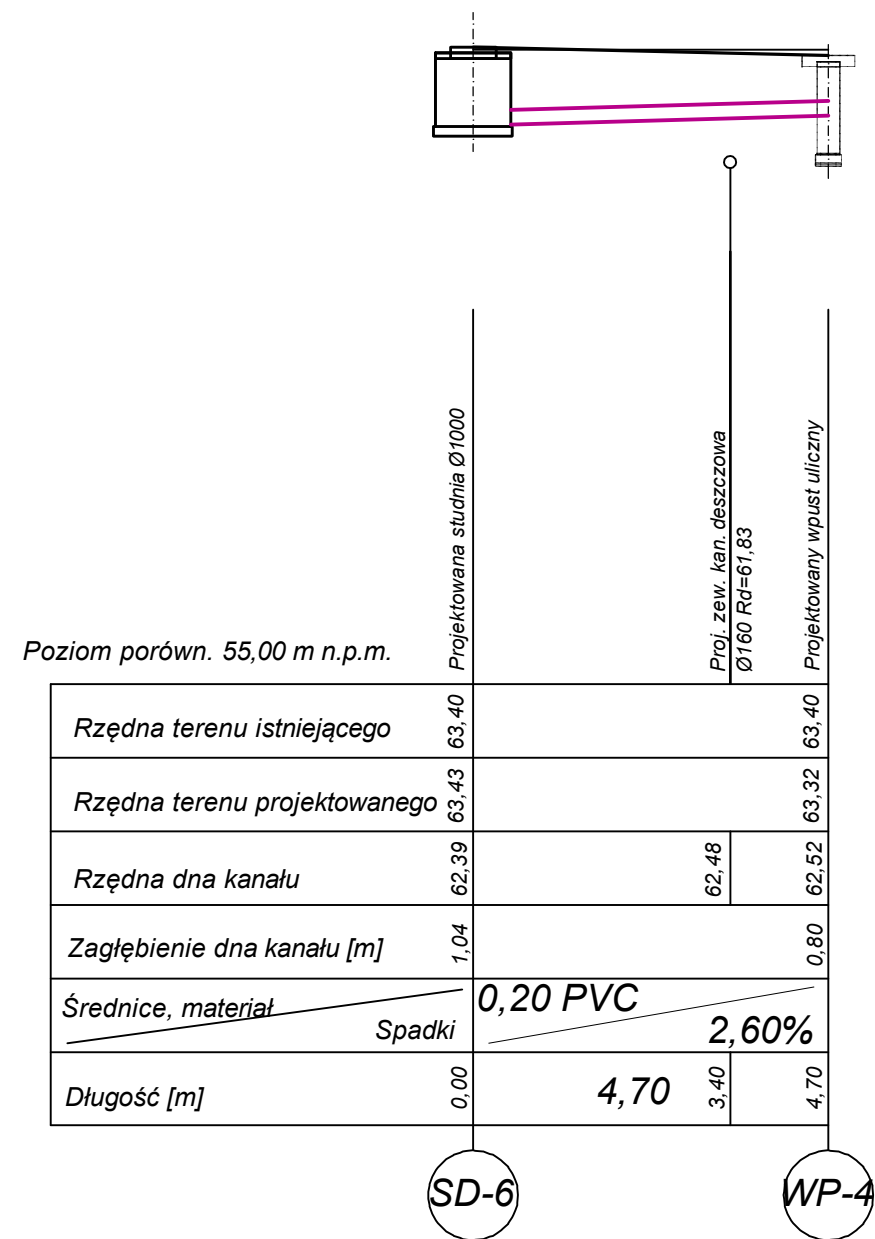 Projektowana studnia Ø1000
Proj. zew. kan. deszczowa
Ø160 Rd=61,83
Projektowany wpust uliczny
Poziom porówn. 55,00 m n.p.m.
Rzędna terenu istniejącego 63,40 63,40
Rzędna terenu projektowanego 63,43 63,32
Rzędna dna kanału 62,39 62,48 62,52
Zagłębienie dna kanału [m] 1,04 0,80
Średnice, materiał 0,20 PVC
Spadki 2,60%
Długość [m] 0,00 4,70 3,40 4,70
SD-6 WP-4